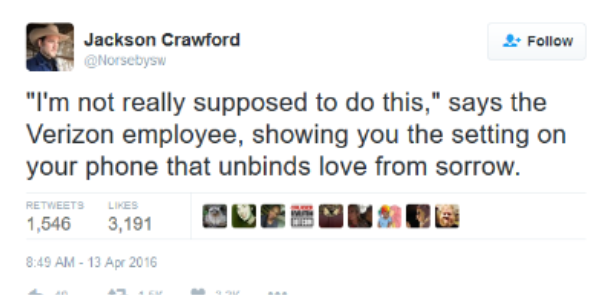 Jackson Crawford
Follow
@Norsebysw
"I'm not really supposed to do this," says the
Verizon employee, showing you the setting on
your phone that unbinds love from sorrow.
RETWEETS LIKES
1,546 3,191
8:49 AM - 13 Apr 2016